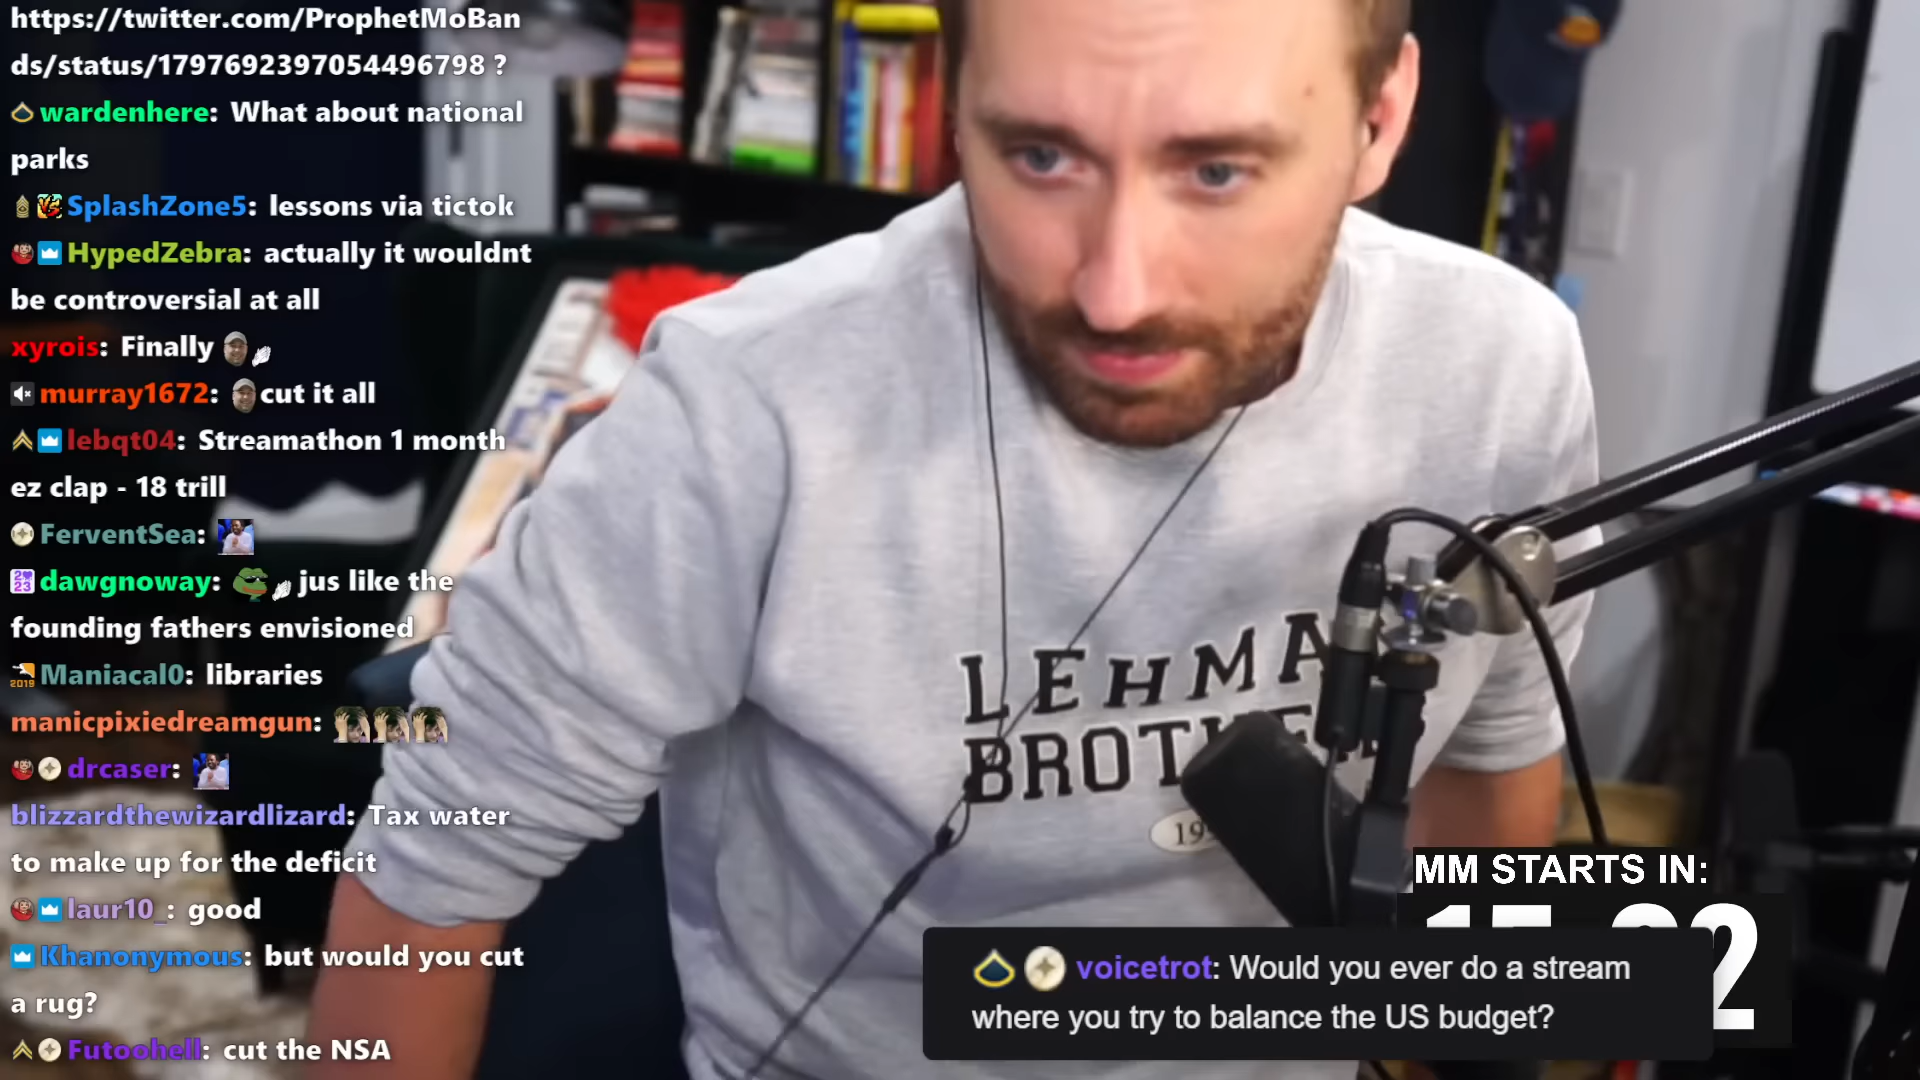 https://twitter.com/ProphetMoBan
ds/status/1797692397054496798 ?
wardenhere: What about national
parks
SplashZone5: lessons via tictok
HypedZebra: actually it wouldnt
be controversial at all
xyrois: Finally
murray1672: cut it all
lebqt04: Streamathon 1 month
ez clap - 18 trill
FerventSea:
dawgnoway: jus like the
founding fathers envisioned
2019 Maniacal0: libraries
manicpixiedreamgun:
drcaser:
blizzardthewizardlizard: Tax water
to make up for the deficit
laur10_: good
Khanonymous: but would you cut
a rug?
Futoohell: cut the NSA
LEHMA
BROTHE
19
MM STARTS IN:
voicetrot: Would you ever do a stream
where you try to balance the US budget?